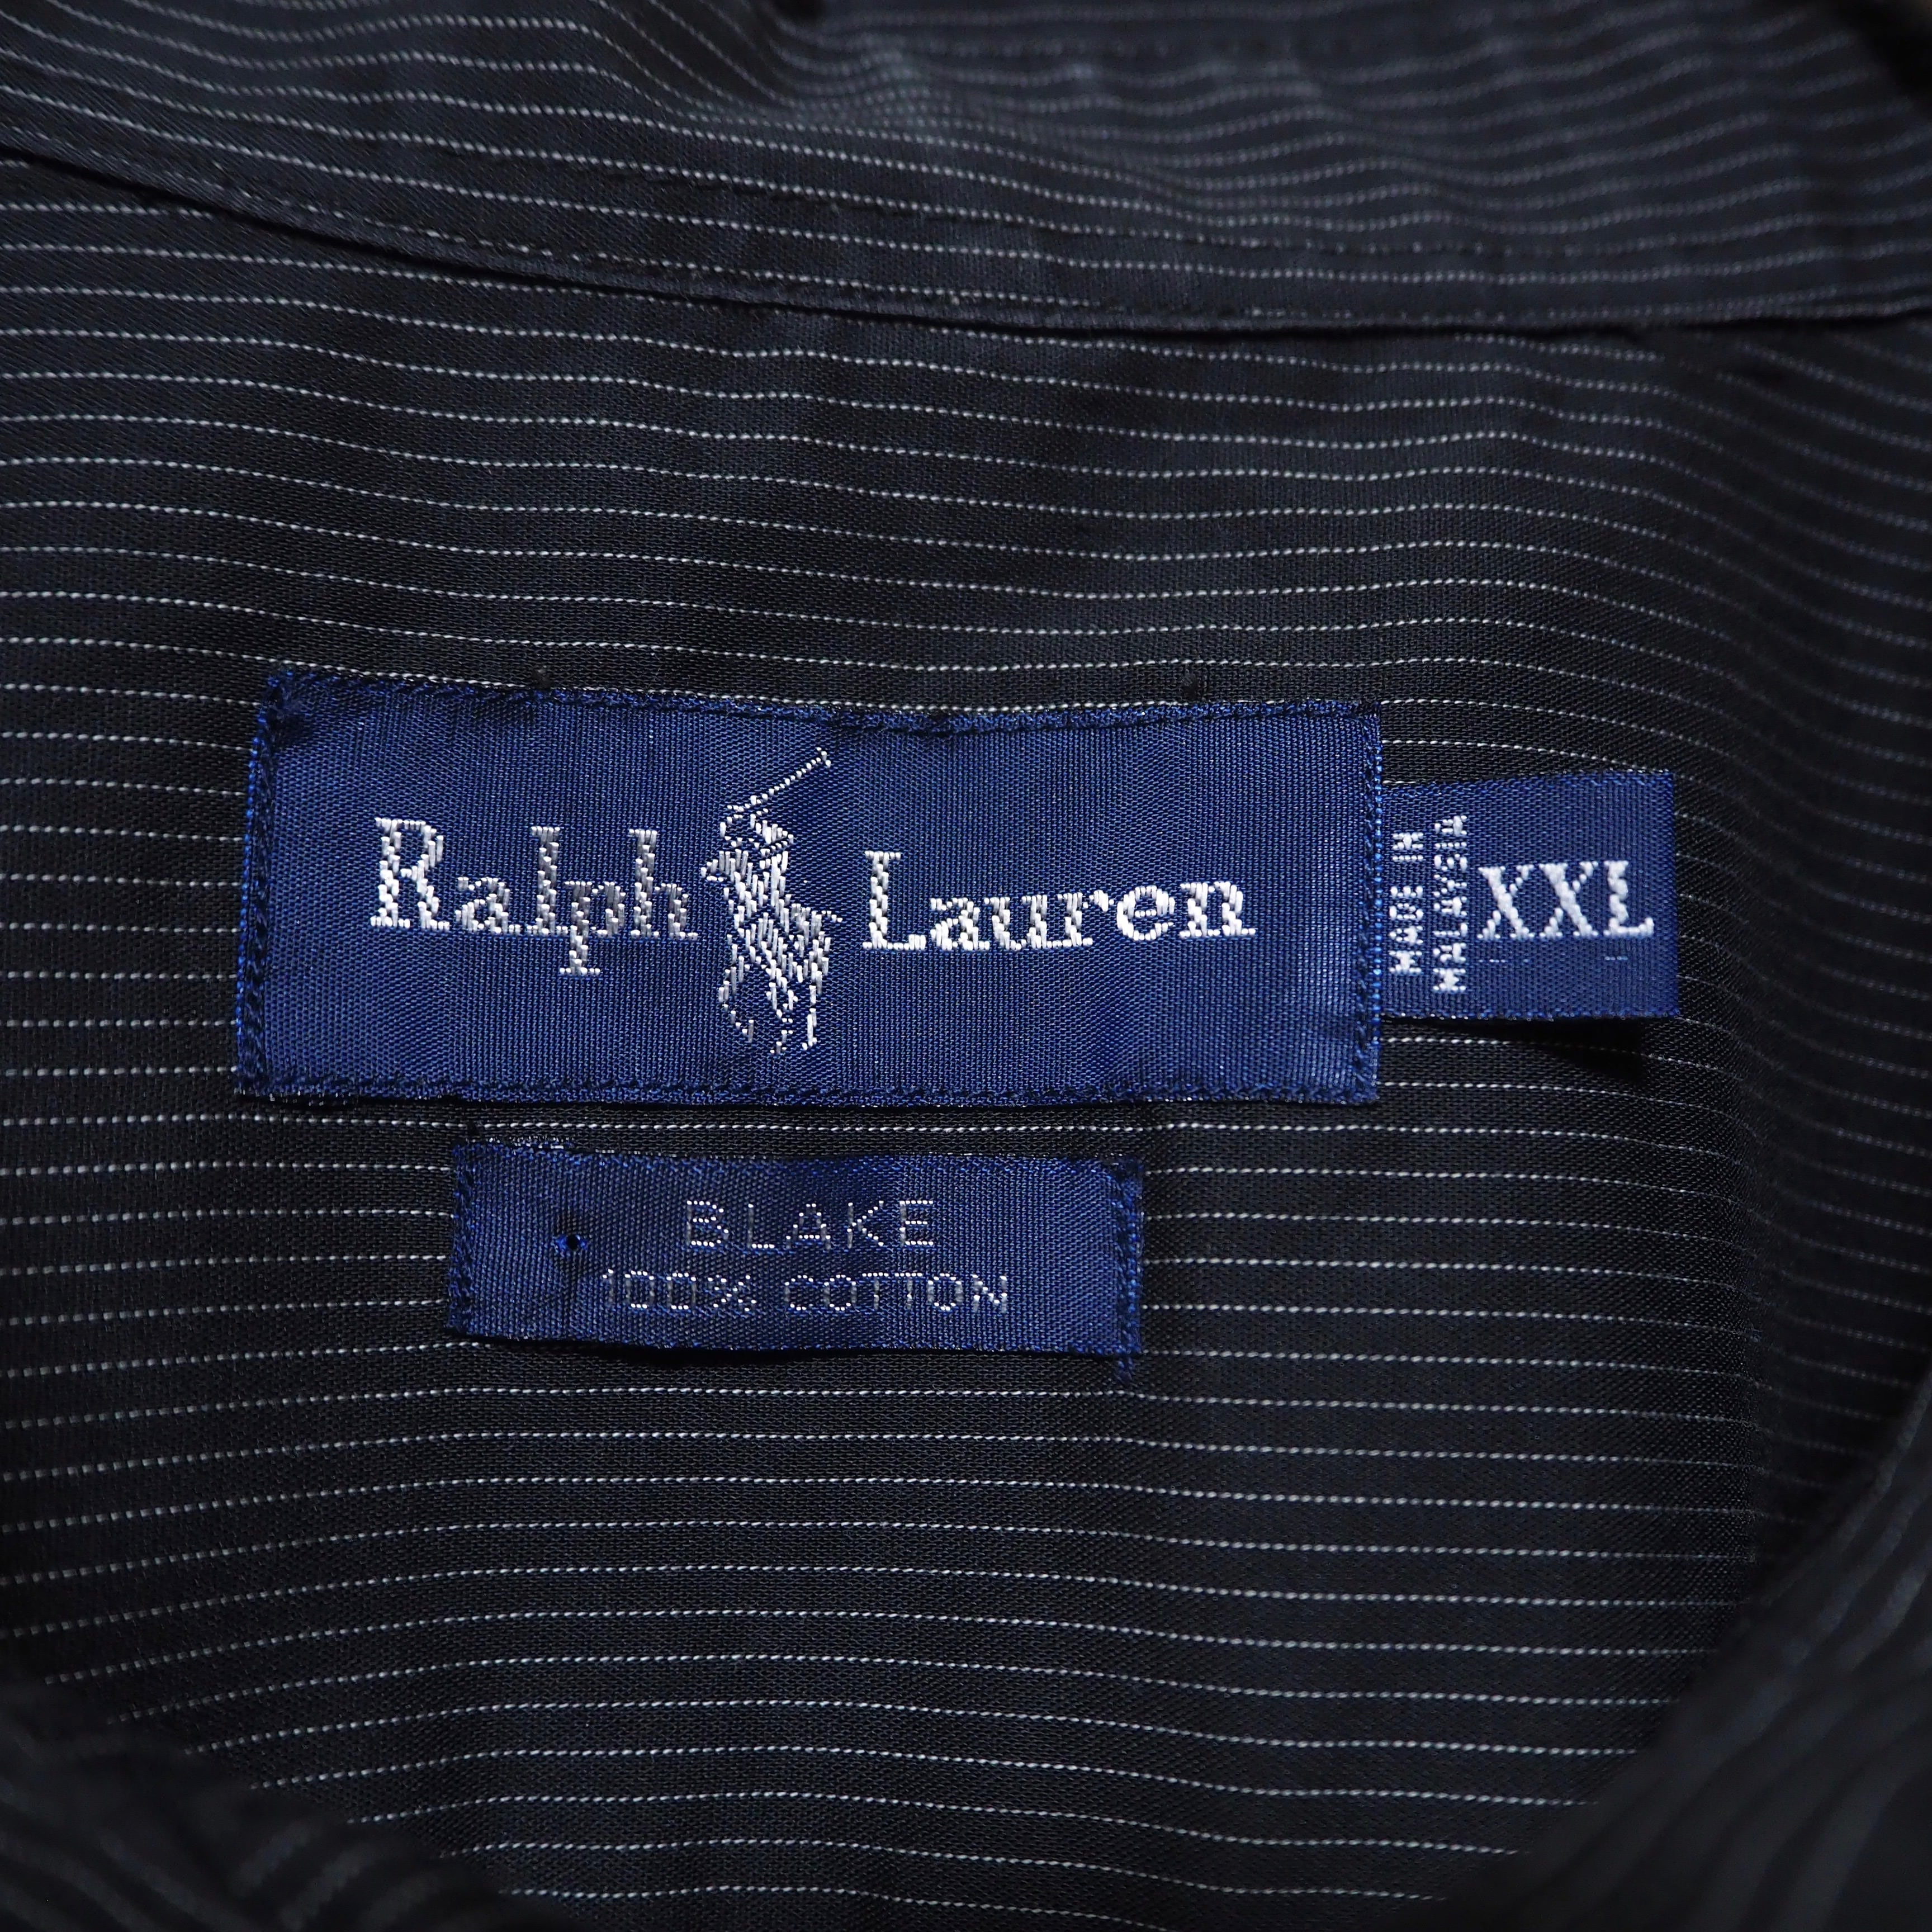 Ralph Lauren
MADE IN
MALAYSIA
XXL
BLAKE
100% COTTON